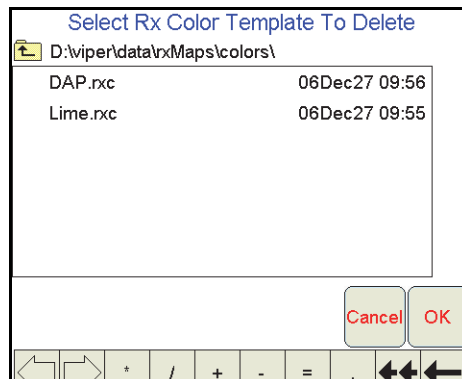 Select Rx Color Template To Delete
D:\viper\data\rxMaps\colors\
DAP.rxc 06Dec27 09:56
Lime.rxc 06Dec27 09:55
Cancel OK
* / + - = .